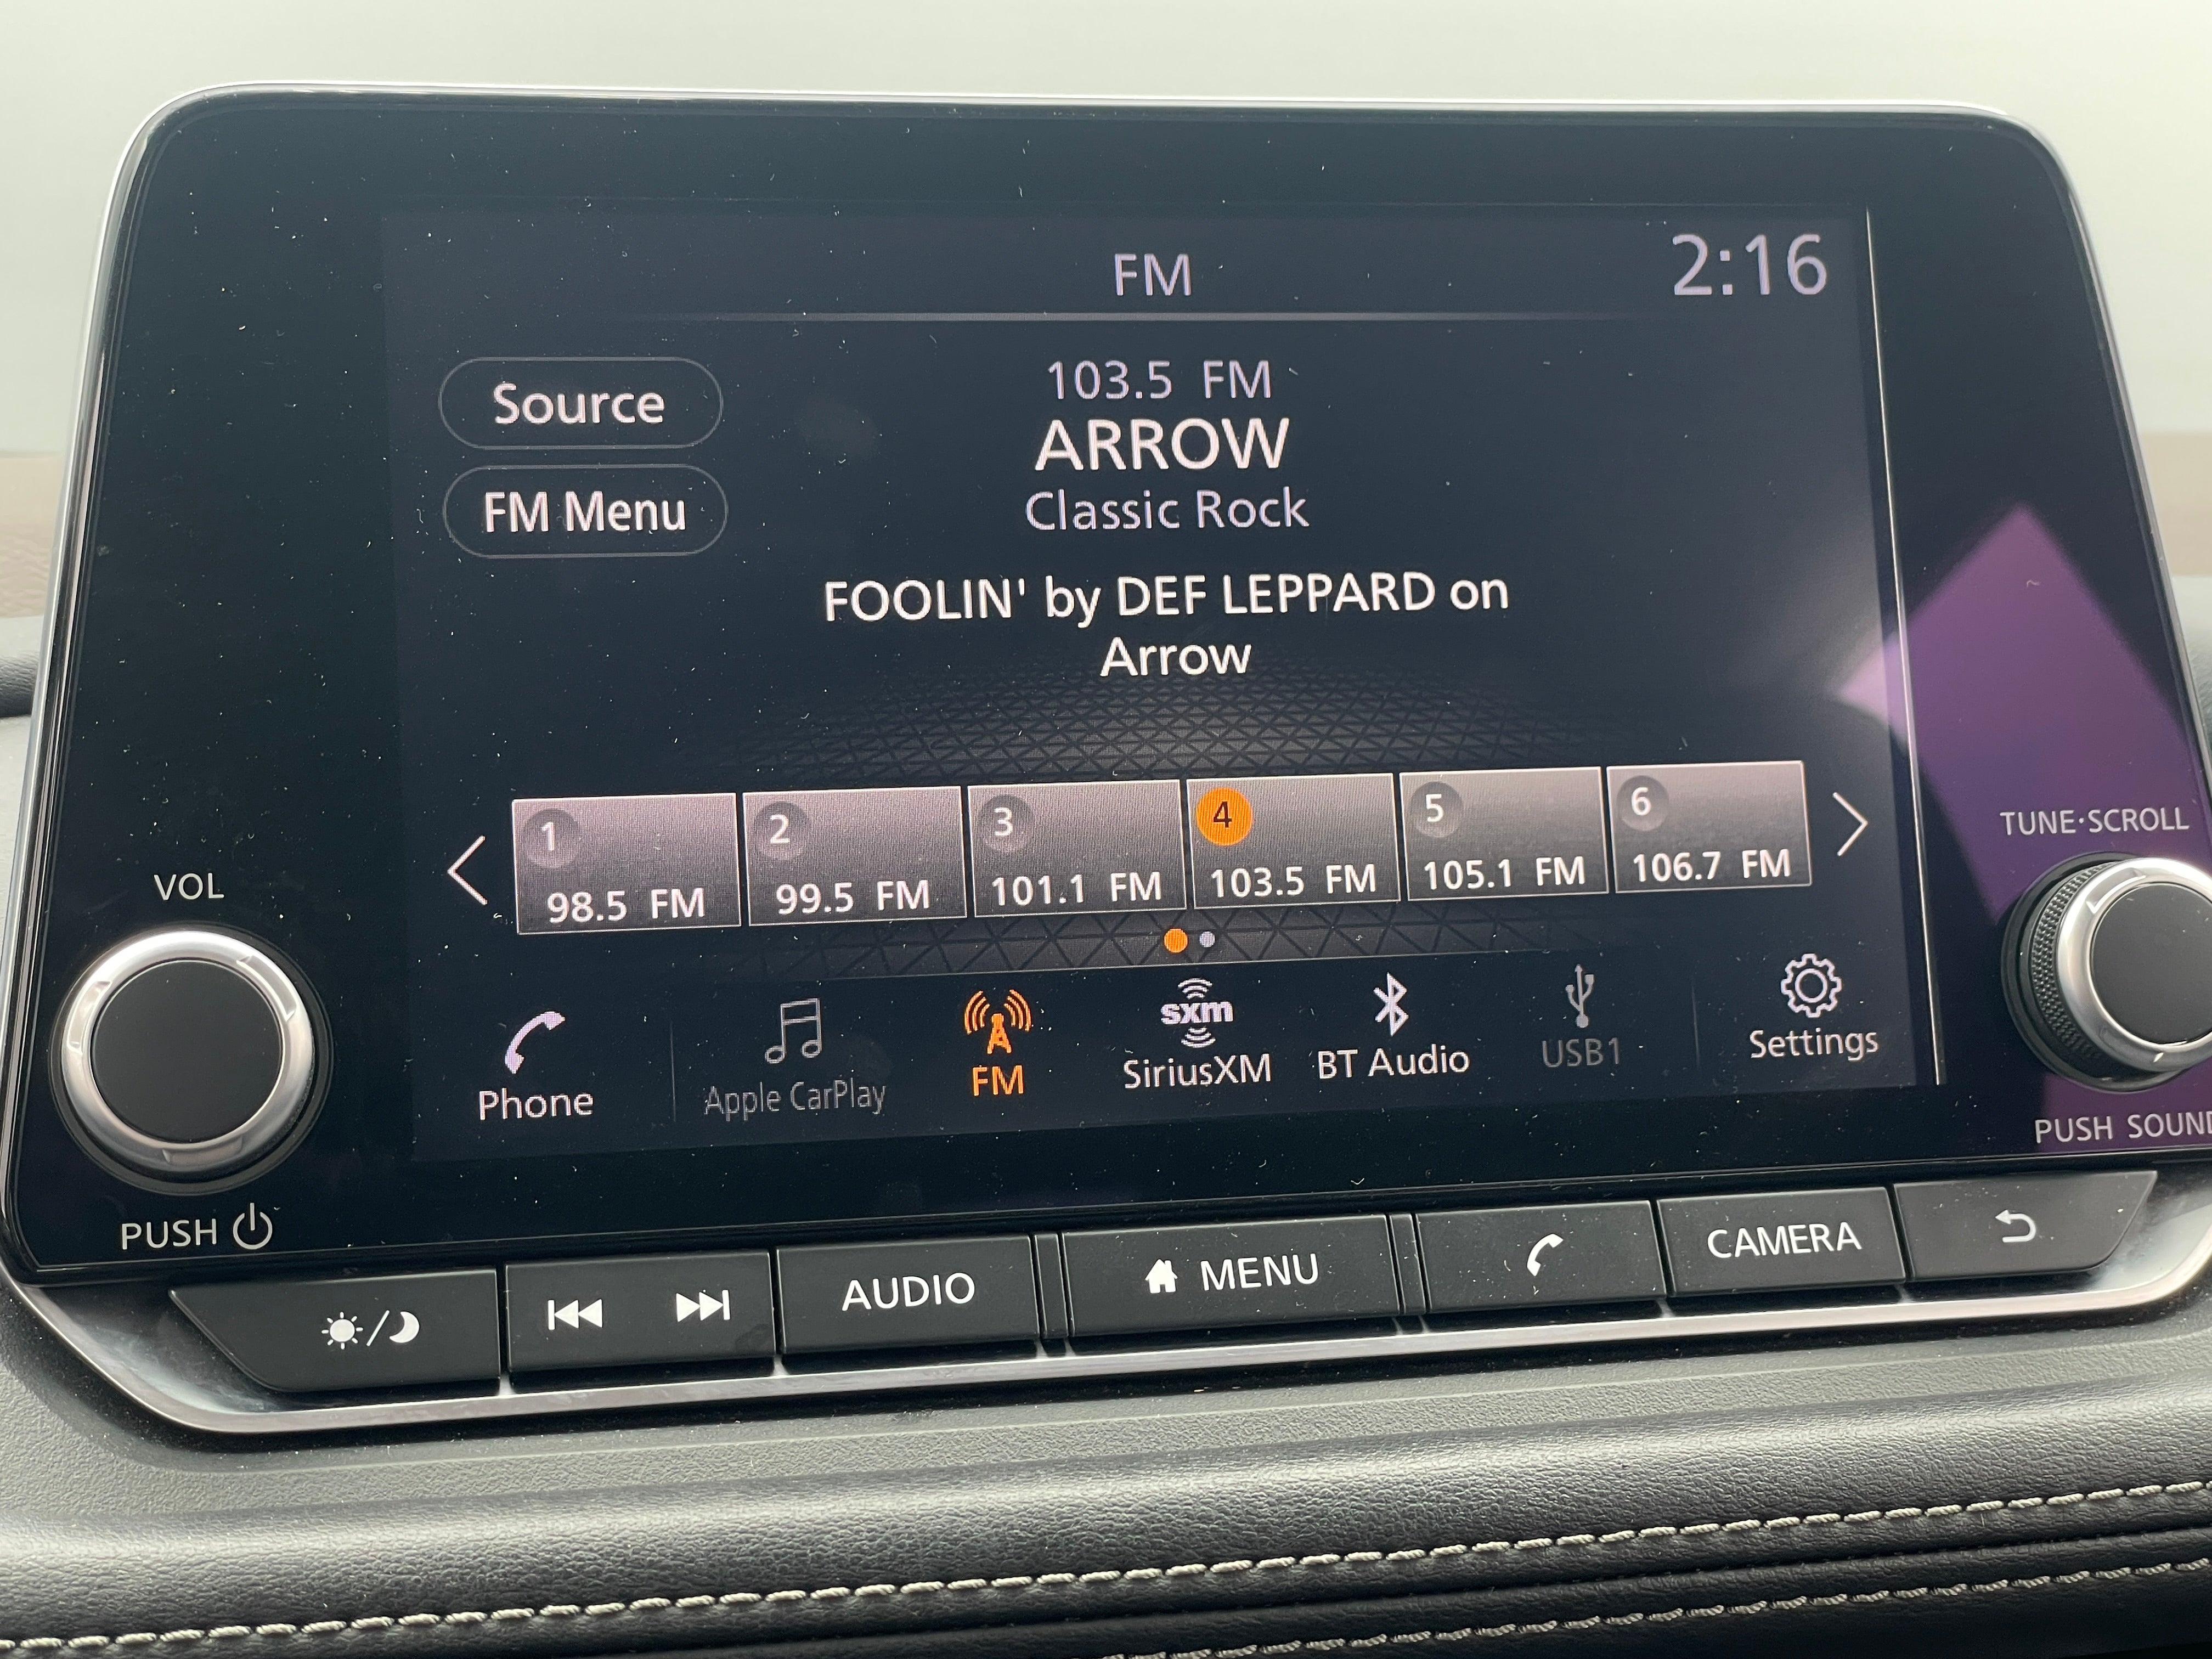 FM
2:16
Source
FM Menu
103.5 FM
ARROW
Classic Rock
FOOLIN' by DEF LEPPARD on
Arrow
1
98.5 FM
2
99.5 FM
3
101.1 FM
4
103.5 FM
5
105.1 FM
6
106.7 FM
Phone
Apple CarPlay
FM
sxm
SiriusXM
BT Audio
USB1
Settings
VOL
PUSH
TUNE·SCROLL
PUSH SOUND
AUDIO
MENU
CAMERA